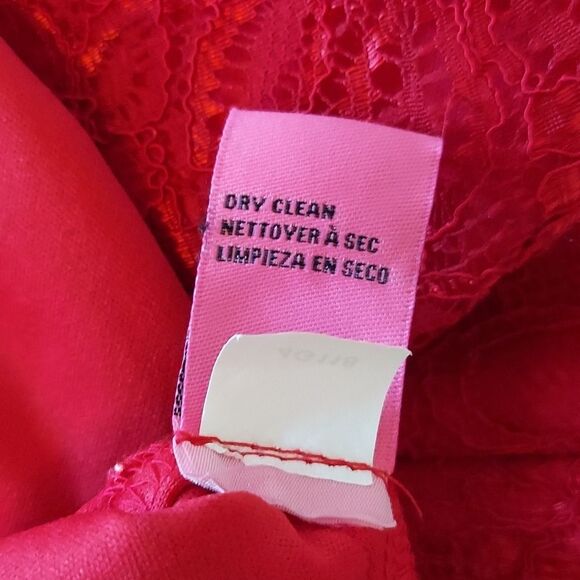 DRY CLEAN
NETTOYER À SEC
LIMPIEZA EN SECO